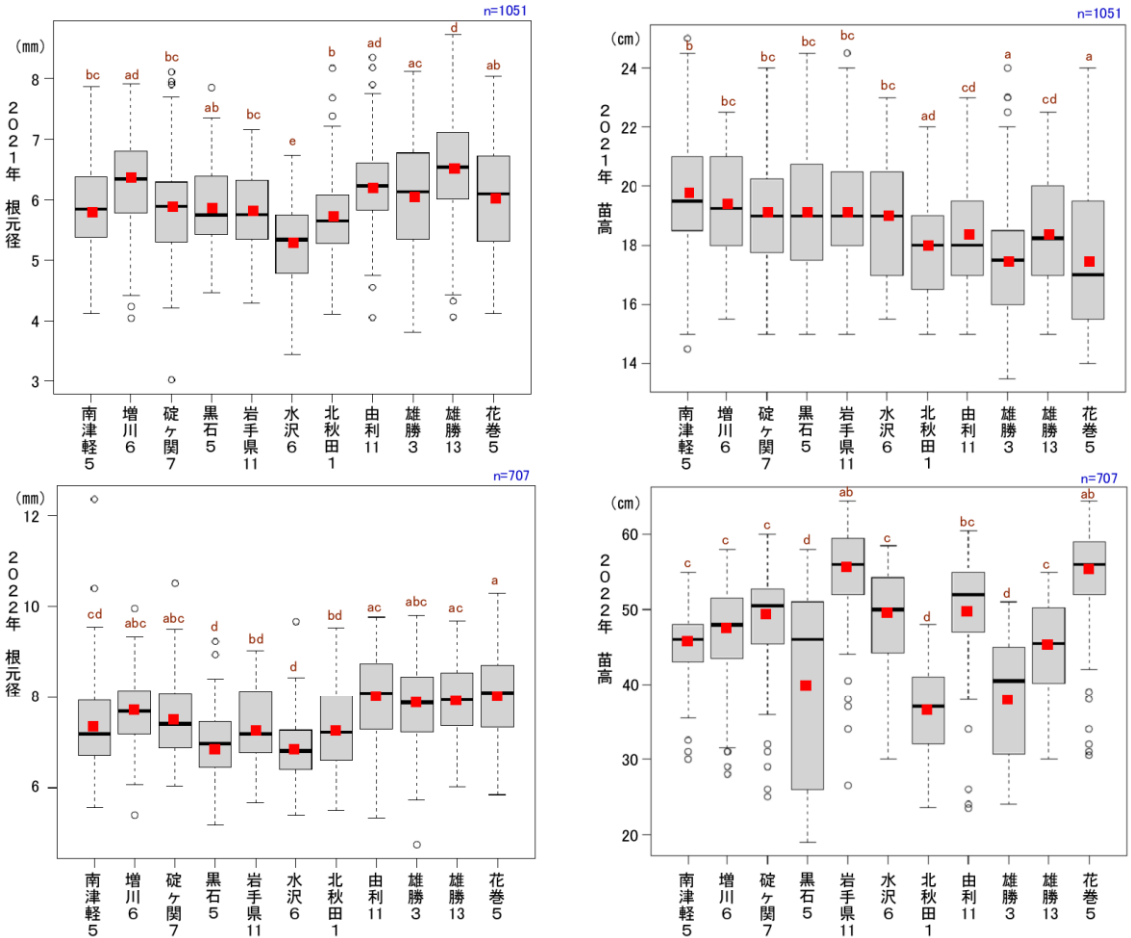 n=1051
(mm)
2021年 根元径
8
7
6
5
4
3
bc
ad
bc
ab
bc
e
b
ad
ac
d
ab
南津軽5
増川6
碇ヶ関7
黒石5
岩手県11
水沢6
北秋田1
由利11
雄勝3
雄勝13
花巻5
n=1051
(cm)
2021年 苗高
24
22
20
18
16
14
b
bc
bc
bc
bc
cd
ad
cd
a
cd
a
南津軽5
増川6
碇ヶ関7
黒石5
岩手県11
水沢6
北秋田1
由利11
雄勝3
雄勝13
花巻5
n=707
(mm)
2022年 根元径
12
10
8
6
cd
abc
abc
d
bd
d
bd
ac
abc
ac
a
南津軽5
増川6
碇ヶ関7
黒石5
岩手県11
水沢6
北秋田1
由利11
雄勝3
雄勝13
花巻5
n=707
(cm)
2022年 苗高
60
50
40
30
20
c
c
c
d
ab
c
d
bc
d
c
ab
南津軽5
増川6
碇ヶ関7
黒石5
岩手県11
水沢6
北秋田1
由利11
雄勝3
雄勝13
花巻5